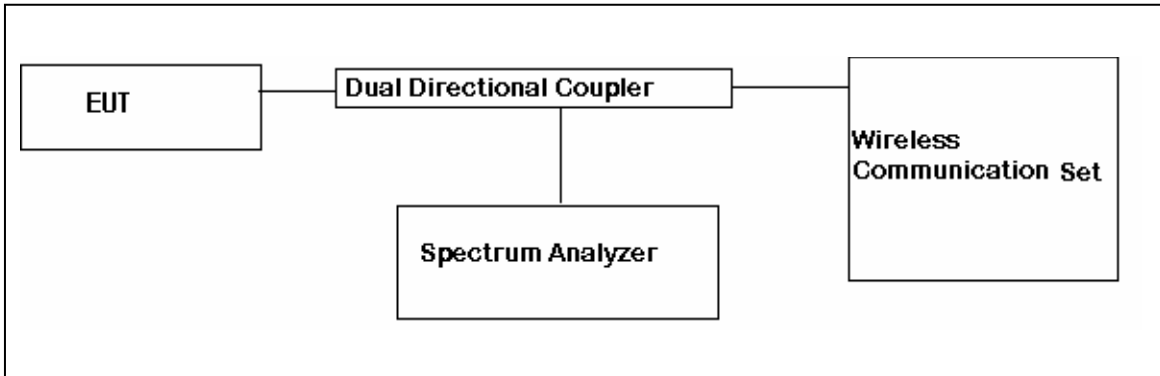 EUT
Dual Directional Coupler
Wireless
Communication Set
Spectrum Analyzer